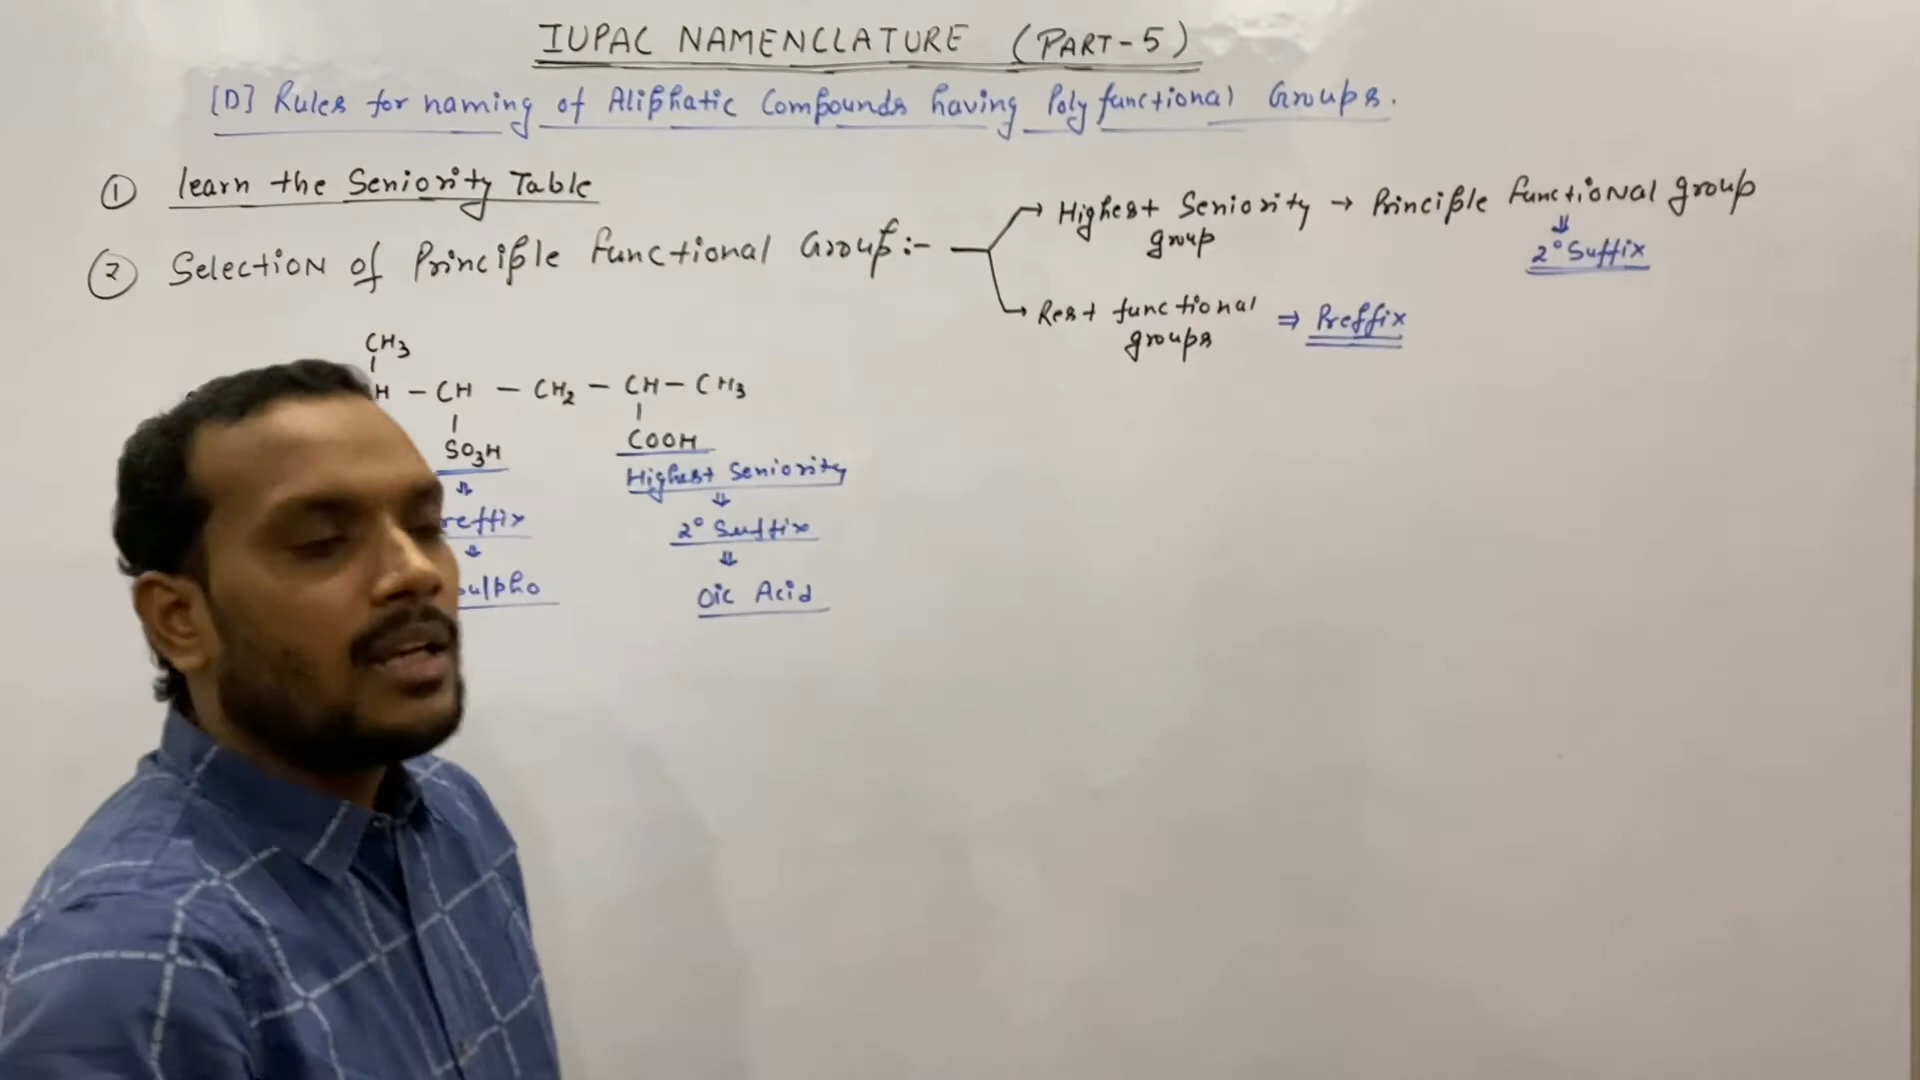 IUPAC NAMENCLATURE (PART-5)
[D] Rules for naming of Aliphatic Compounds having Poly functional Groups.
① learn the Seniority Table
② Selection of Principle functional Group:-
Highest Seniority group → Principle functional group
⇓
2° Suffix
Rest functional groups ⇒ Preffix
CH3
|
H - CH - CH2 - CH - CH3
| |
SO3H COOH
Highest Seniority
⇓ ⇓
reffix 2° Suffix
⇓ ⇓
sulpho Oic Acid